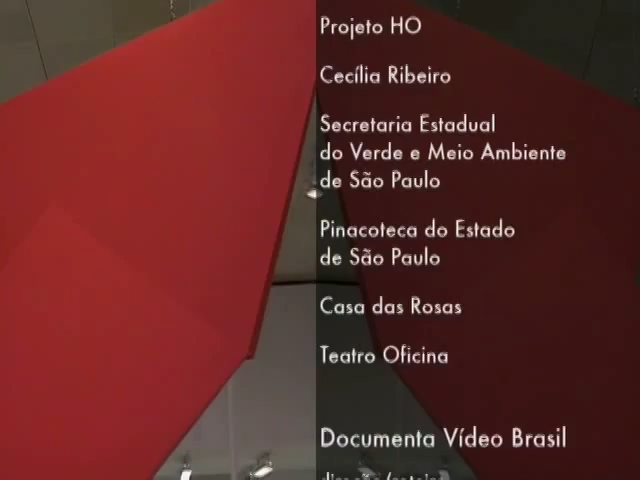 Projeto HO
Cecília Ribeiro
Secretaria Estadual
do Verde e Meio Ambiente
de São Paulo
Pinacoteca do Estado
de São Paulo
Casa das Rosas
Teatro Oficina
Documenta Vídeo Brasil